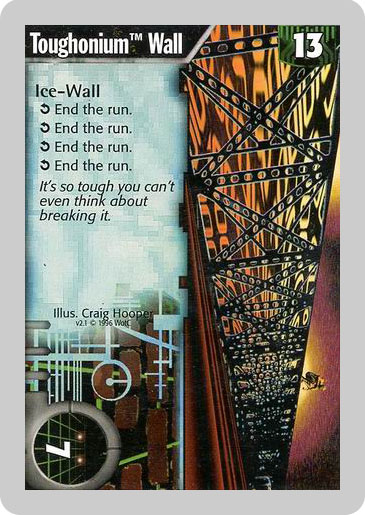 Toughonium™ Wall
13
Ice-Wall
End the run.
End the run.
End the run.
End the run.
It's so tough you can't
even think about
breaking it.
Illus. Craig Hooper
v2.1 © 1996 WotC
7